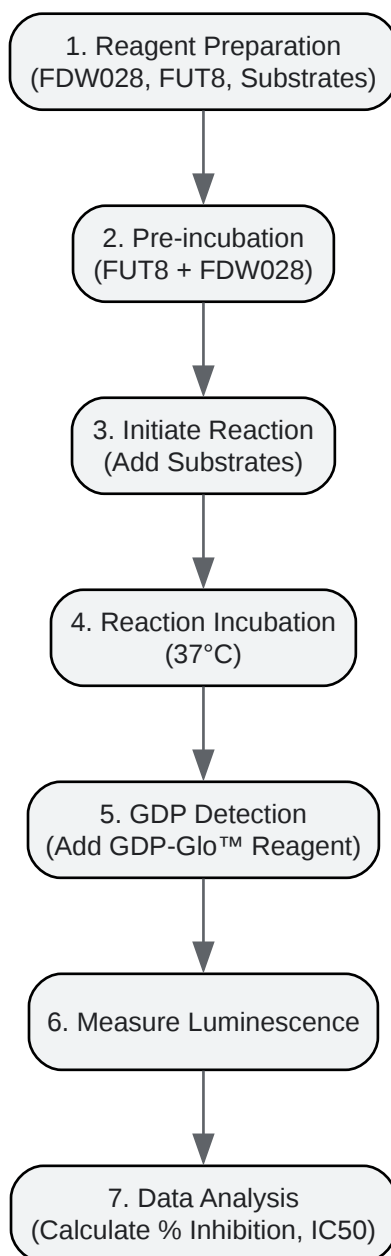 1. Reagent Preparation
(FDW028, FUT8, Substrates)
2. Pre-incubation
(FUT8 + FDW028)
3. Initiate Reaction
(Add Substrates)
4. Reaction Incubation
(37°C)
5. GDP Detection
(Add GDP-Glo™ Reagent)
6. Measure Luminescence
7. Data Analysis
(Calculate % Inhibition, IC50)